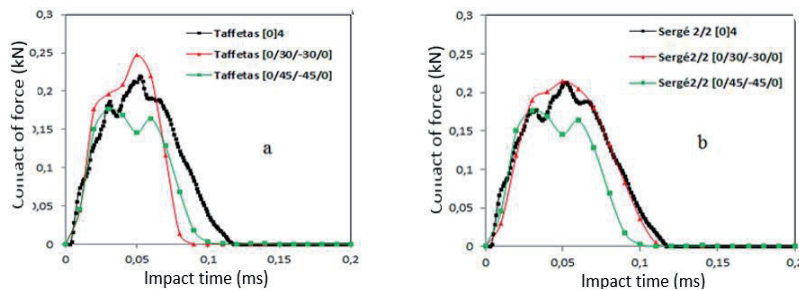 0,3
0,25
0,2
0,15
0,1
0,05
0
Contact of force (kN)
Taffetas [0]4
Taffetas [0/30/-30/0]
Taffetas [0/45/-45/0]
a
0 0,05 0,1 0,15 0,2
Impact time (ms)
0,3
0,25
0,2
0,15
0,1
0,05
0
Contact of force (kN)
Sergé 2/2 [0]4
Sergé2/2 [0/30/-30/0]
Sergé2/2 [0/45/-45/0]
b
0 0,05 0,1 0,15 0,2
Impact time (ms)